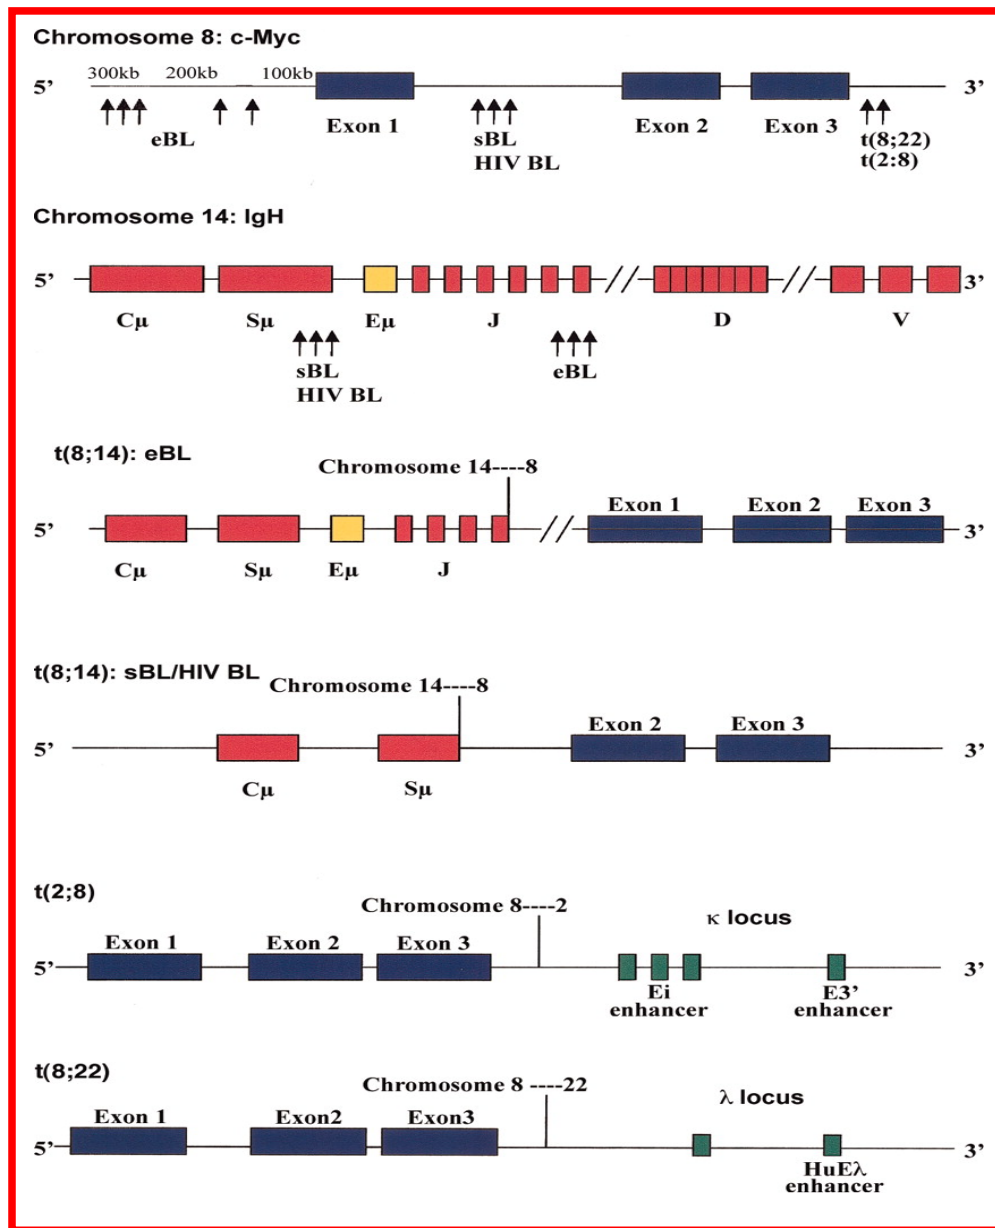 Chromosome 8: c-Myc
300kb 200kb 100kb
5’ 3’
Exon 1 Exon 2 Exon 3
eBL sBL t(8;22)
HIV BL t(2:8)
Chromosome 14: IgH
5’ 3’
Cµ Sµ Eµ J D V
sBL eBL
HIV BL
t(8;14): eBL
Chromosome 14----8
Exon 1 Exon 2 Exon 3
5’ 3’
Cµ Sµ Eµ J
t(8;14): sBL/HIV BL
Chromosome 14----8
Exon 2 Exon 3
5’ 3’
Cµ Sµ
t(2;8)
Chromosome 8----2
κ locus
Exon 1 Exon 2 Exon 3
5’ 3’
Ei E3’
enhancer enhancer
t(8;22)
Chromosome 8 ----22
λ locus
Exon 1 Exon2 Exon3
5’ 3’
HuEλ
enhancer